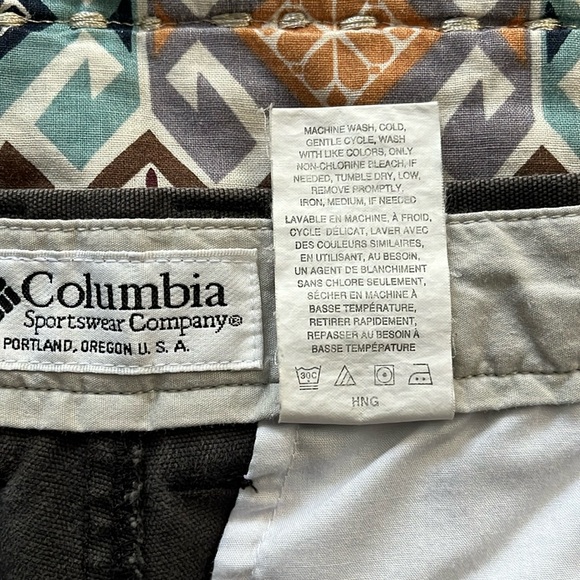 MACHINE WASH, COLD,
GENTLE CYCLE, WASH
WITH LIKE COLORS, ONLY
NON-CHLORINE BLEACH, IF
NEEDED, TUMBLE DRY, LOW,
REMOVE PROMPTLY,
IRON, MEDIUM, IF NEEDED
LAVABLE EN MACHINE, À FROID,
CYCLE DÉLICAT, LAVER AVEC
DES COULEURS SIMILAIRES,
EN UTILISANT, AU BESOIN,
UN AGENT DE BLANCHIMENT
SANS CHLORE SEULEMENT,
SÉCHER EN MACHINE À
BASSE TEMPÉRATURE,
RETIRER RAPIDEMENT,
REPASSER AU BESOIN À
BASSE TEMPÉRATURE
30C
HNG
Columbia
Sportswear Company®
PORTLAND, OREGON U. S. A.